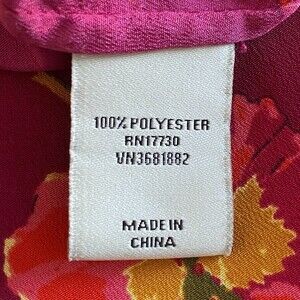 100% POLYESTER
RN17730
VN3681882
MADE IN
CHINA